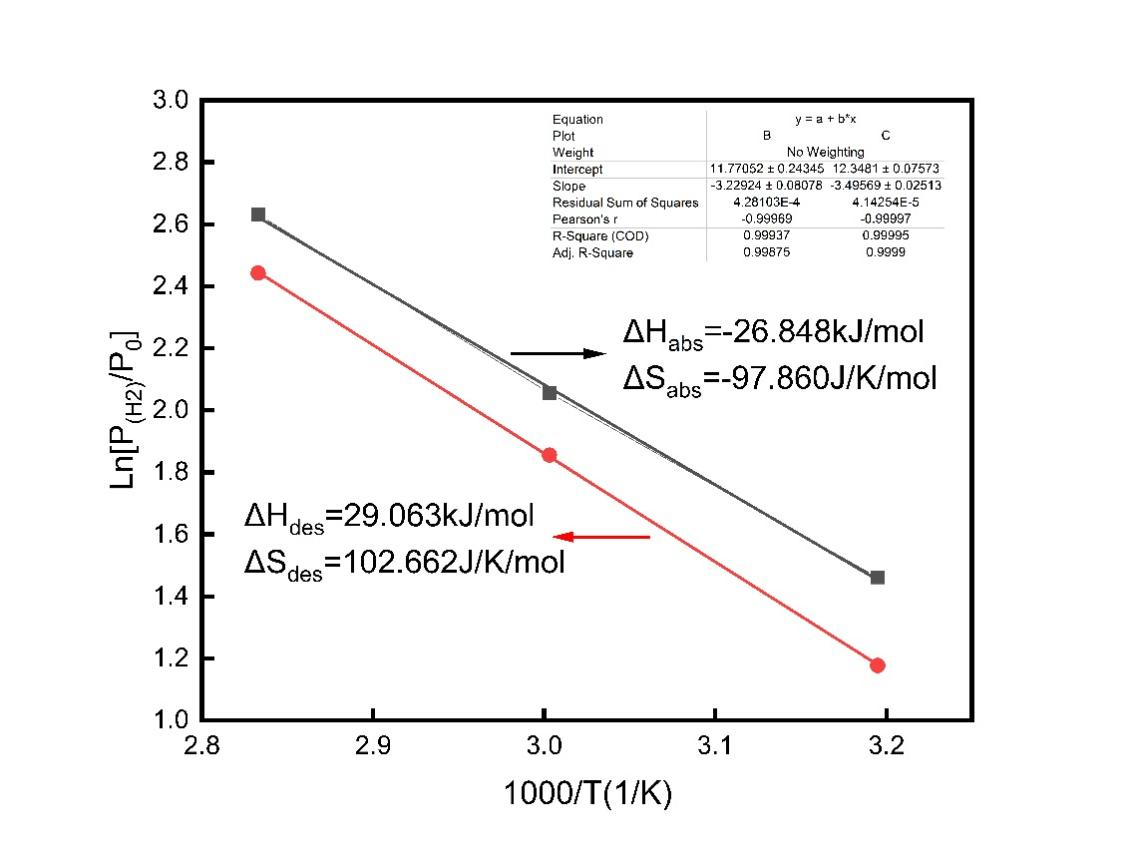 3.0
2.8
2.6
2.4
2.2
2.0
1.8
1.6
1.4
1.2
1.0
Ln[P(H2)/P0]
Equation y = a + b*x
Plot B C
Weight No Weighting
Intercept 11.77052 ± 0.24345 12.3481 ± 0.07573
Slope -3.22924 ± 0.08078 -3.49569 ± 0.02513
Residual Sum of Squares 4.28103E-4 4.14254E-5
Pearson's r -0.99969 -0.99997
R-Square (COD) 0.99937 0.99995
Adj. R-Square 0.99875 0.9999
ΔHabs=-26.848kJ/mol
ΔSabs=-97.860J/K/mol
ΔHdes=29.063kJ/mol
ΔSdes=102.662J/K/mol
2.8 2.9 3.0 3.1 3.2
1000/T(1/K)